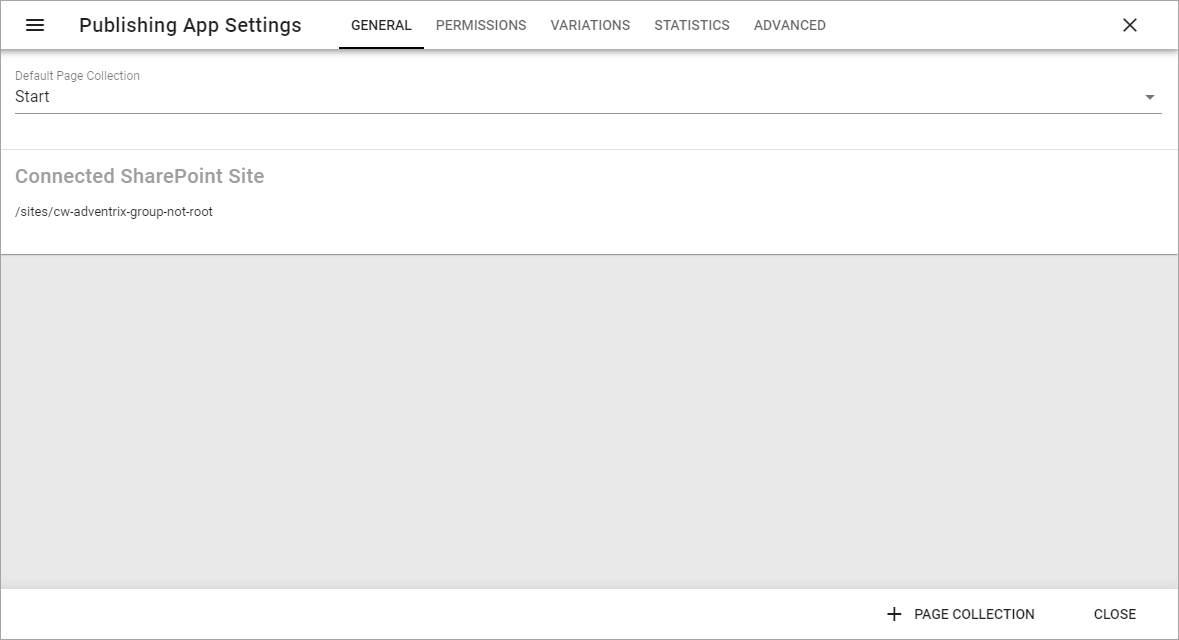 Publishing App Settings GENERAL PERMISSIONS VARIATIONS STATISTICS ADVANCED
Default Page Collection
Start
Connected SharePoint Site
/sites/cw-adventrix-group-not-root
PAGE COLLECTION CLOSE